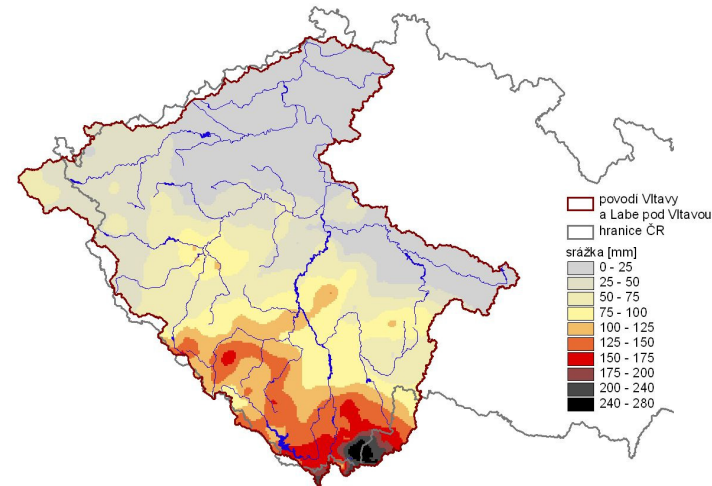 povodí Vltavy
a Labe pod Vltavou
hranice ČR
srážka [mm]
0 - 25
25 - 50
50 - 75
75 - 100
100 - 125
125 - 150
150 - 175
175 - 200
200 - 240
240 - 280